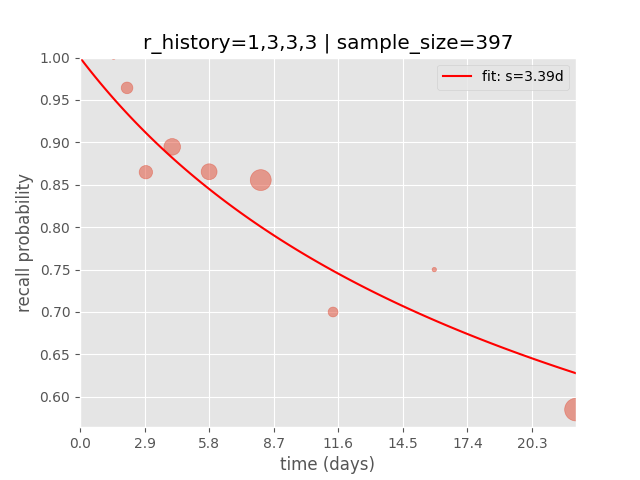 r_history=1,3,3,3 | sample_size=397
fit: s=3.39d
recall probability
1.00
0.95
0.90
0.85
0.80
0.75
0.70
0.65
0.60
0.0 2.9 5.8 8.7 11.6 14.5 17.4 20.3
time (days)